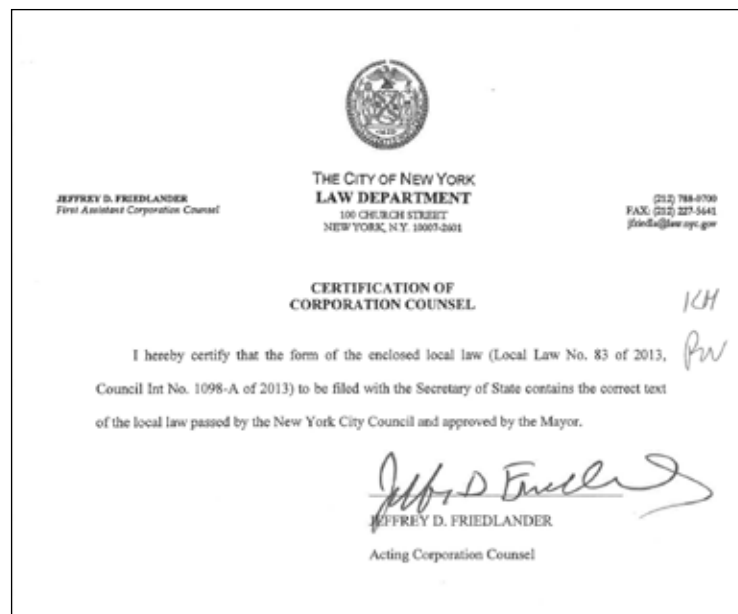 THE CITY OF NEW YORK
LAW DEPARTMENT
100 CHURCH STREET
NEW YORK, N.Y. 10007-2601
JEFFREY D. FRIEDLANDER
First Assistant Corporation Counsel
(212) 788-0700
FAX: (212) 227-5641
jfriedla@law.nyc.gov
CERTIFICATION OF
CORPORATION COUNSEL
KH
PW
I hereby certify that the form of the enclosed local law (Local Law No. 83 of 2013,
Council Int No. 1098-A of 2013) to be filed with the Secretary of State contains the correct text
of the local law passed by the New York City Council and approved by the Mayor.
Jeffrey D Friedlander
JEFFREY D. FRIEDLANDER
Acting Corporation Counsel